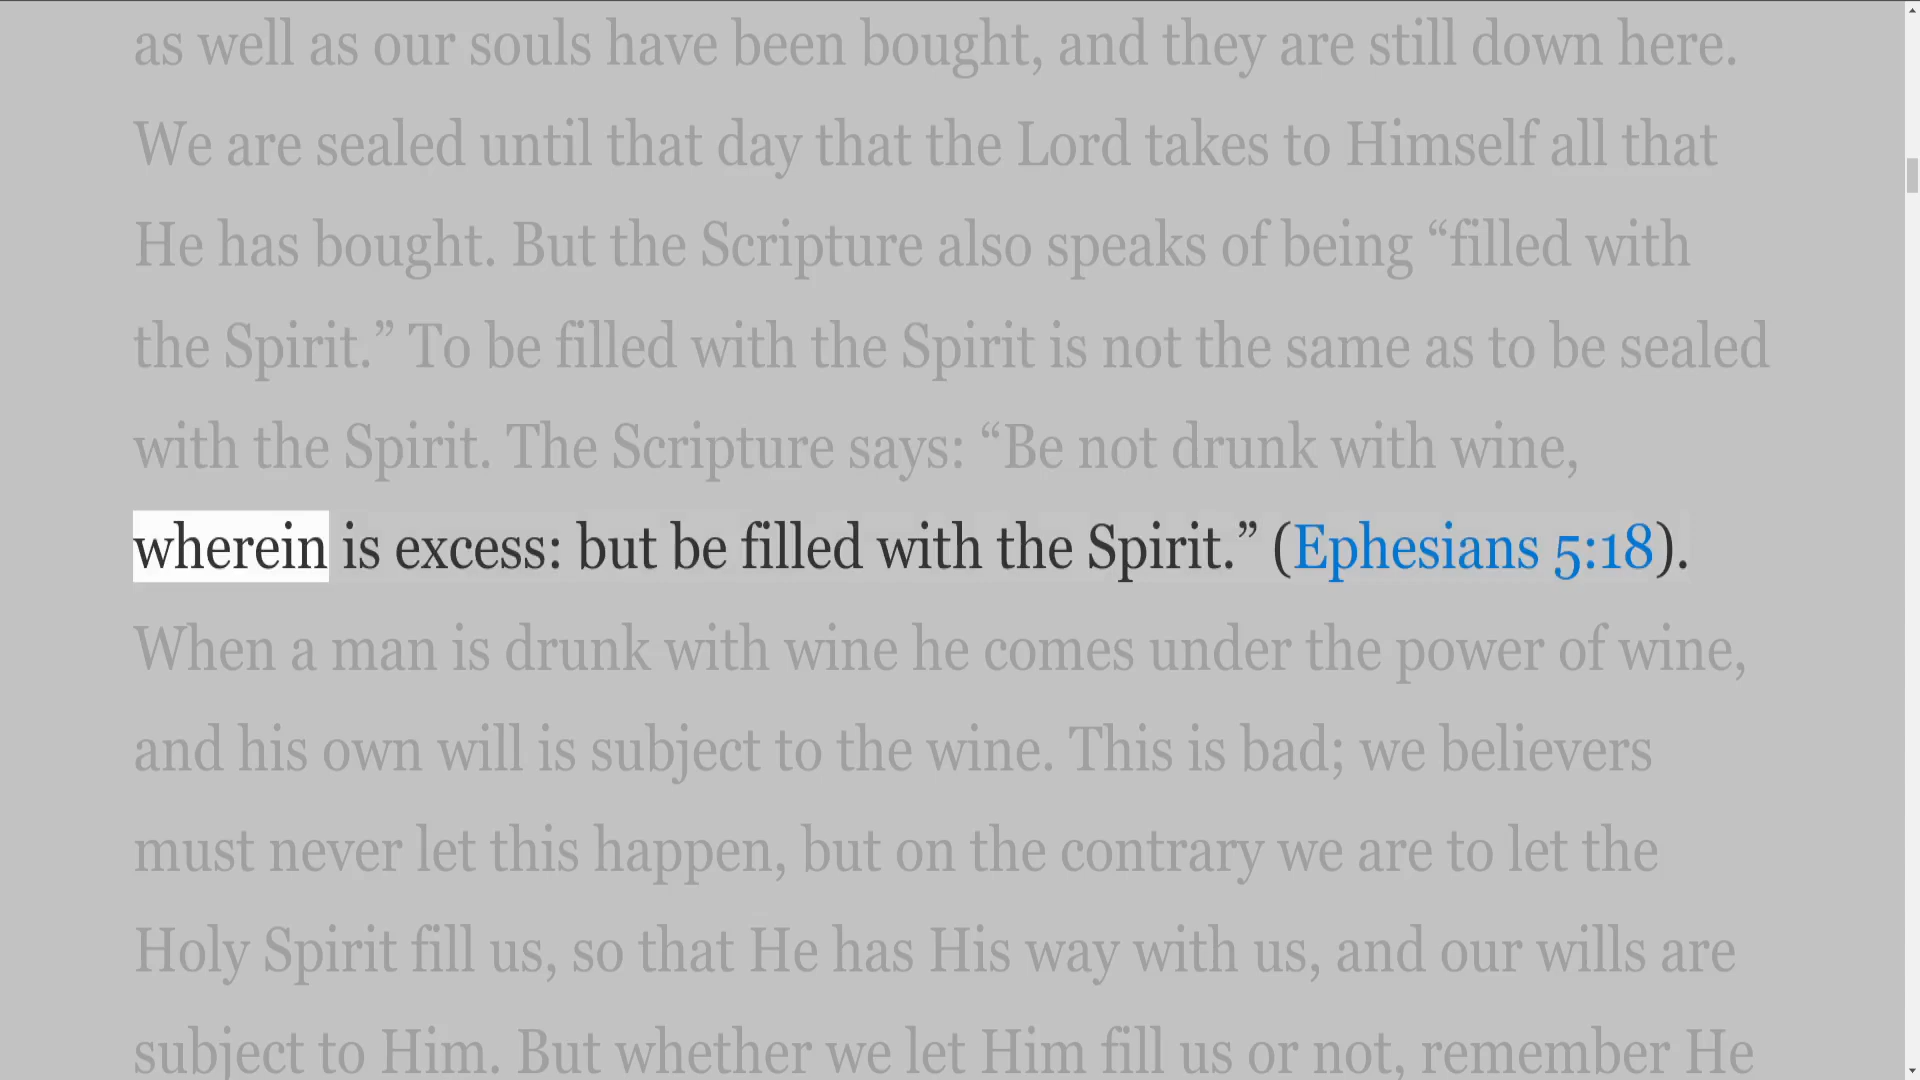 as well as our souls have been bought, and they are still down here.
We are sealed until that day that the Lord takes to Himself all that
He has bought. But the Scripture also speaks of being “filled with
the Spirit.” To be filled with the Spirit is not the same as to be sealed
with the Spirit. The Scripture says: “Be not drunk with wine,
wherein is excess: but be filled with the Spirit.” (Ephesians 5:18).
When a man is drunk with wine he comes under the power of wine,
and his own will is subject to the wine. This is bad; we believers
must never let this happen, but on the contrary we are to let the
Holy Spirit fill us, so that He has His way with us, and our wills are
subject to Him. But whether we let Him fill us or not, remember He